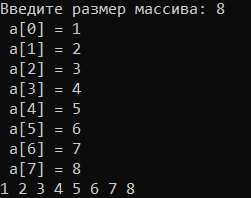 Введите размер массива: 8
a[0] = 1
a[1] = 2
a[2] = 3
a[3] = 4
a[4] = 5
a[5] = 6
a[6] = 7
a[7] = 8
1 2 3 4 5 6 7 8